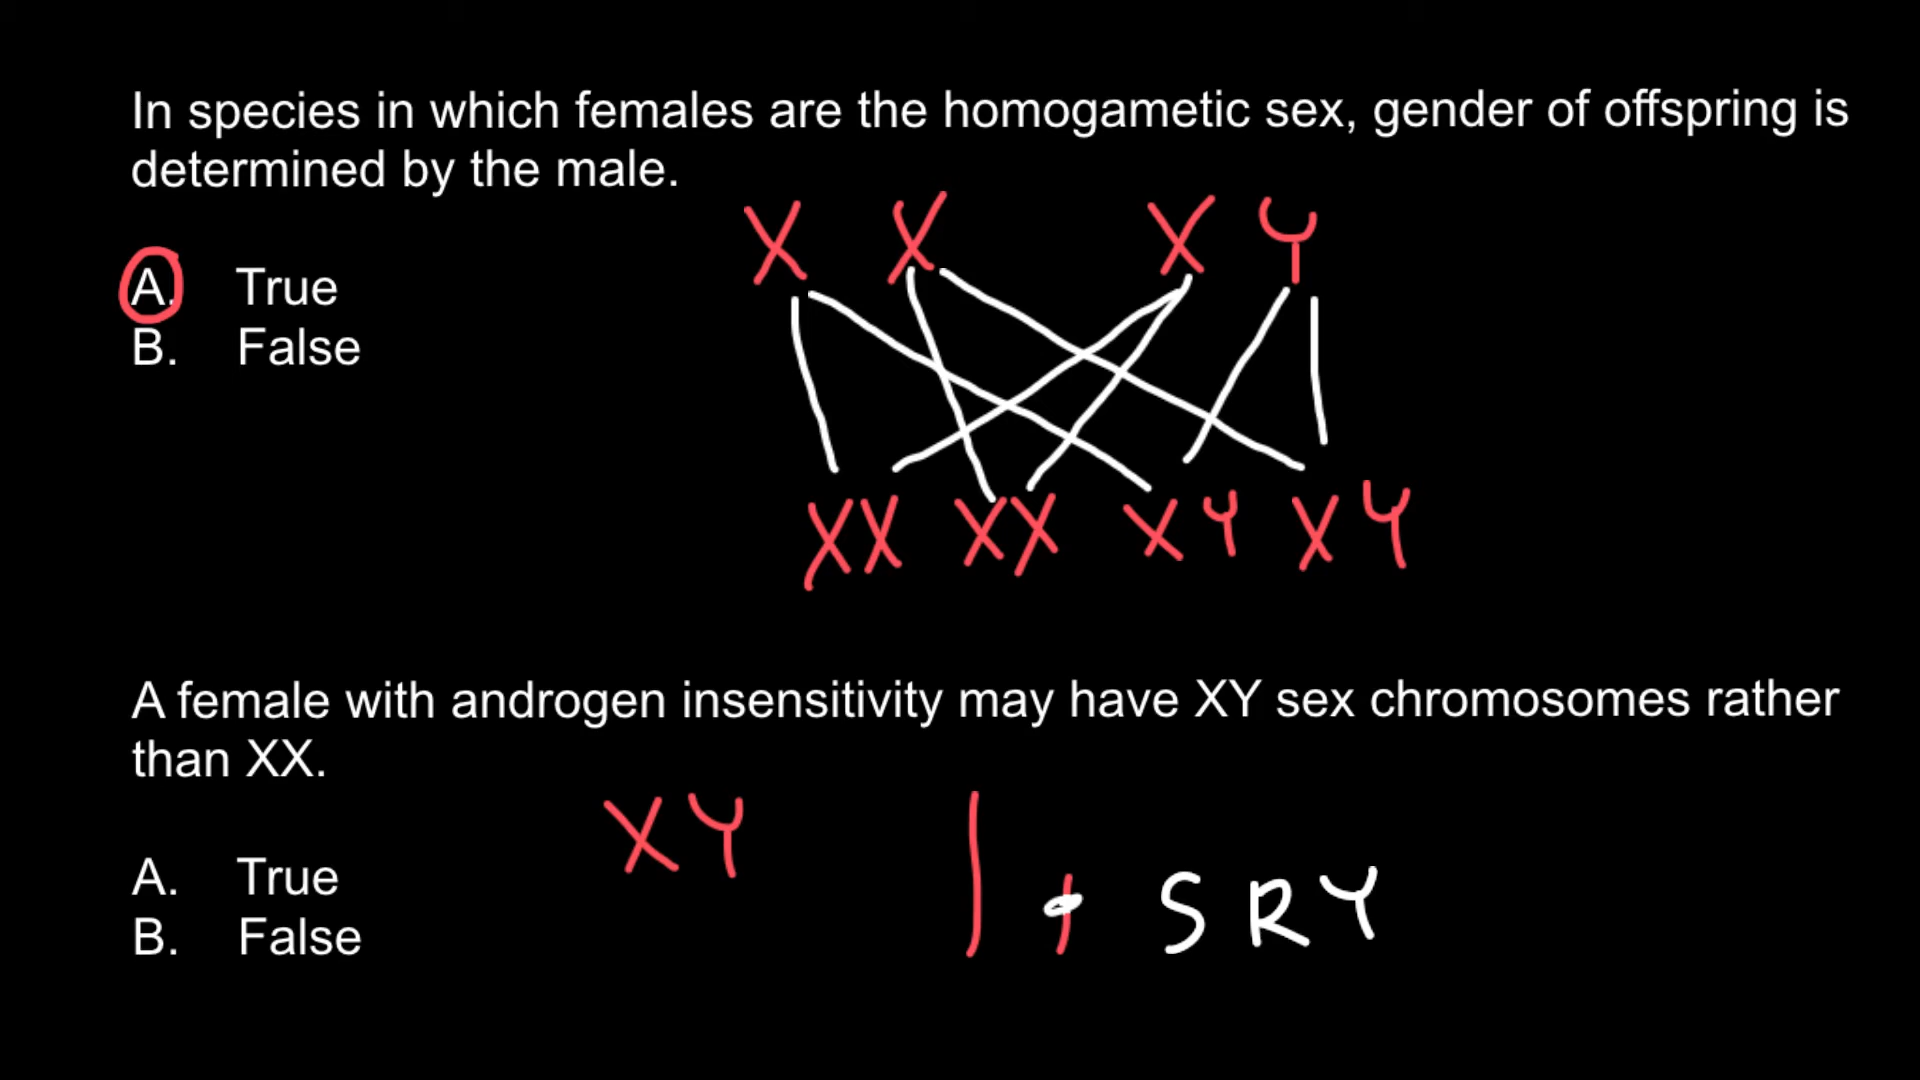 In species in which females are the homogametic sex, gender of offspring is
determined by the male.
X X X Y
A. True
B. False
XX XX XY XY
A female with androgen insensitivity may have XY sex chromosomes rather
than XX.
XY
A. True
SRY
B. False